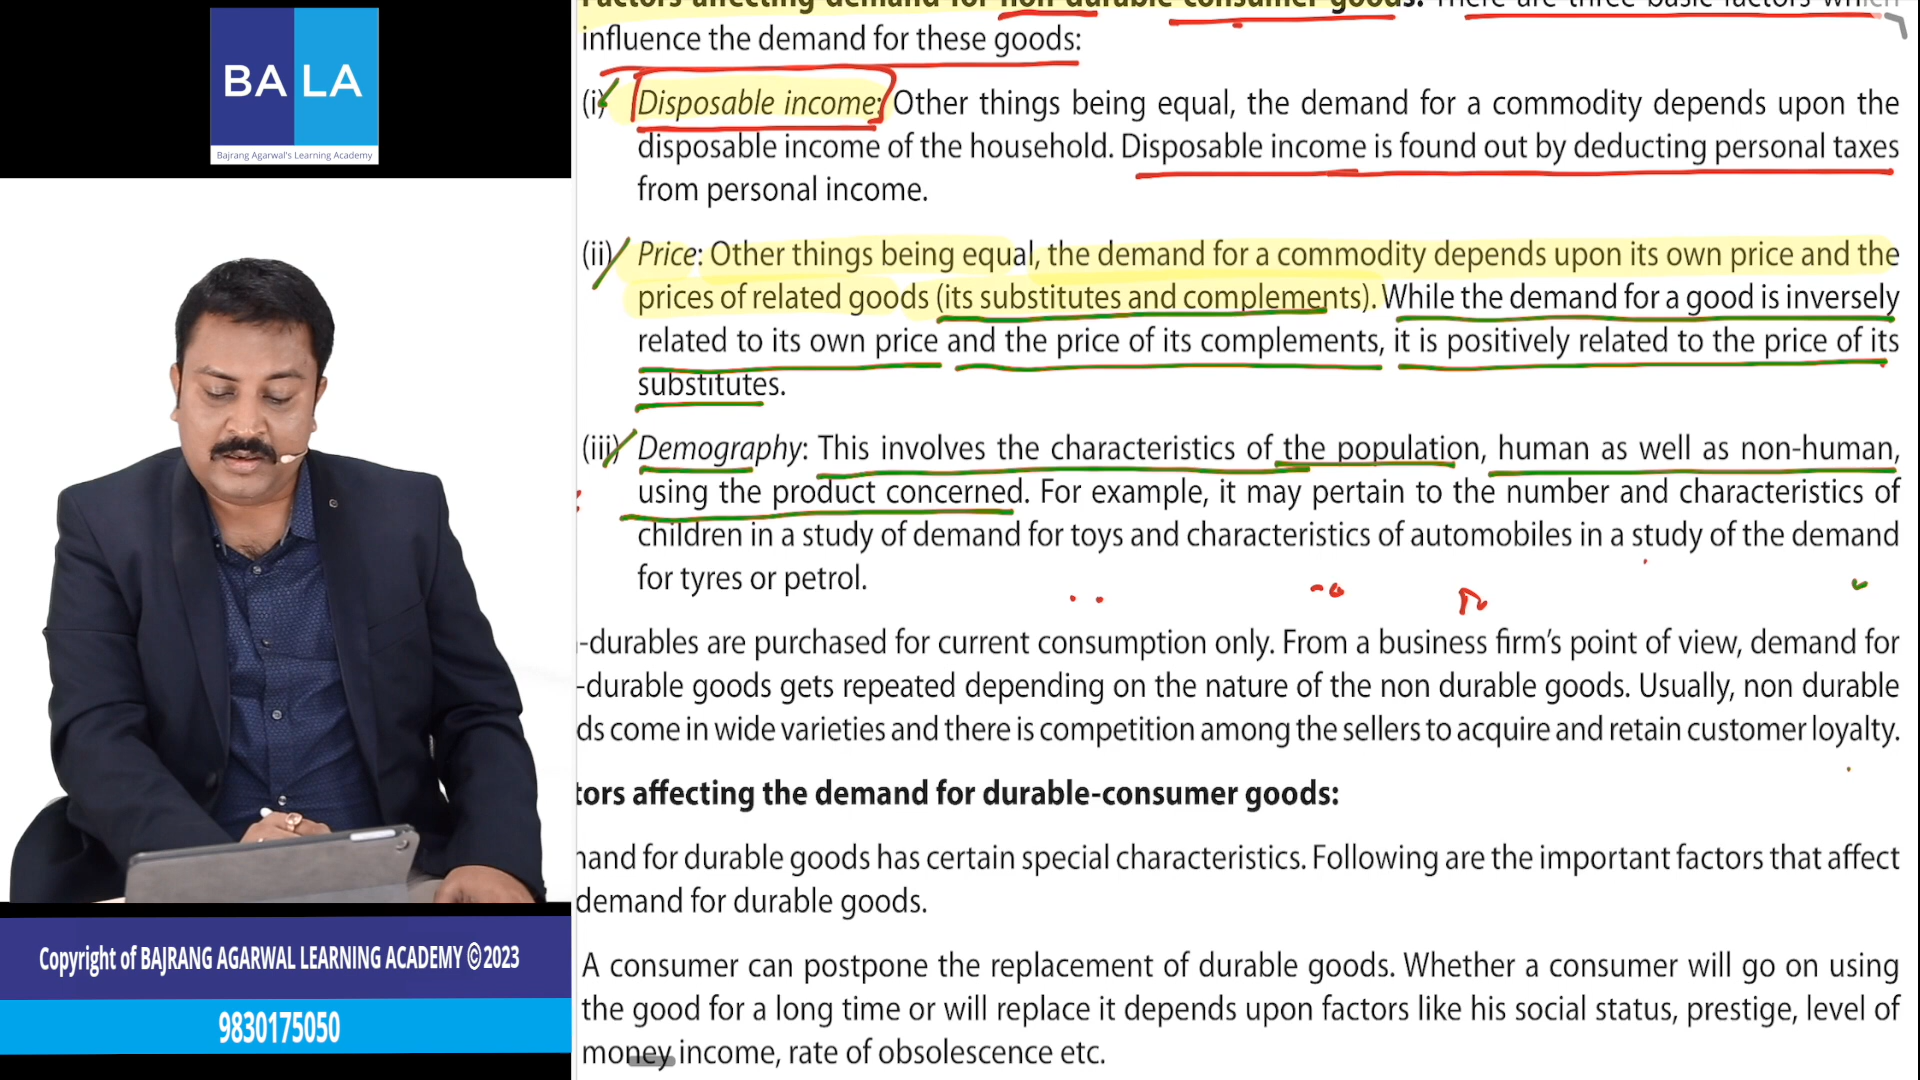 BA LA
Bajrang Agarwal's Learning Academy
Factors affecting demand for non-durable consumer goods: There are three basic factors which
influence the demand for these goods:
(i) Disposable income: Other things being equal, the demand for a commodity depends upon the
disposable income of the household. Disposable income is found out by deducting personal taxes
from personal income.
(ii) Price: Other things being equal, the demand for a commodity depends upon its own price and the
prices of related goods (its substitutes and complements). While the demand for a good is inversely
related to its own price and the price of its complements, it is positively related to the price of its
substitutes.
(iii) Demography: This involves the characteristics of the population, human as well as non-human,
using the product concerned. For example, it may pertain to the number and characteristics of
children in a study of demand for toys and characteristics of automobiles in a study of the demand
for tyres or petrol.
-durables are purchased for current consumption only. From a business firm's point of view, demand for
-durable goods gets repeated depending on the nature of the non durable goods. Usually, non durable
ds come in wide varieties and there is competition among the sellers to acquire and retain customer loyalty.
tors affecting the demand for durable-consumer goods:
nand for durable goods has certain special characteristics. Following are the important factors that affect
demand for durable goods.
A consumer can postpone the replacement of durable goods. Whether a consumer will go on using
the good for a long time or will replace it depends upon factors like his social status, prestige, level of
money income, rate of obsolescence etc.
Copyright of BAJRANG AGARWAL LEARNING ACADEMY ©2023
9830175050